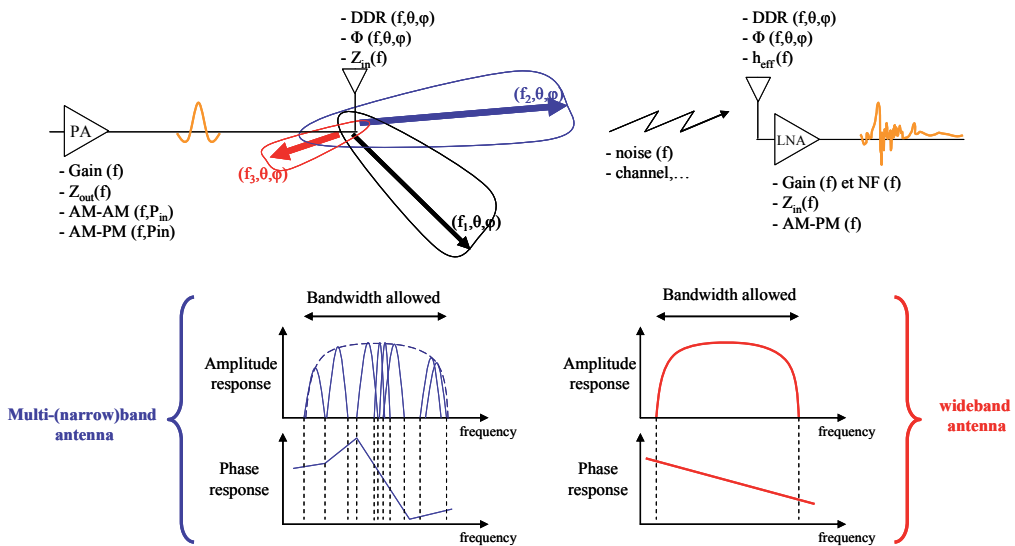 - DDR (f,θ,φ)
- Φ (f,θ,φ)
- Zin(f)
- DDR (f,θ,φ)
- Φ (f,θ,φ)
- heff(f)
PA
(f2,θ,φ)
(f3,θ,φ)
(f1,θ,φ)
- Gain (f)
- Zout(f)
- AM-AM (f,Pin)
- AM-PM (f,Pin)
- noise (f)
- channel,...
LNA
- Gain (f) et NF (f)
- Zin(f)
- AM-PM (f)
Multi-(narrow)band
antenna
Bandwidth allowed
Amplitude
response
frequency
Phase
response
frequency
Bandwidth allowed
Amplitude
response
frequency
Phase
response
frequency
wideband
antenna